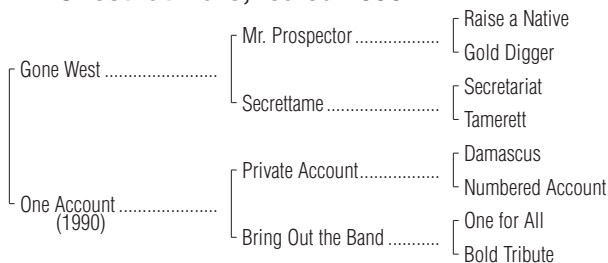 Raise a Native
Mr. Prospector ..................
Gold Digger
Gone West ........................
Secretariat
Secrettame ........................
Tamerett
Damascus
Private Account.................
Numbered Account
One Account .....................
(1990)
One for All
Bring Out the Band ...........
Bold Tribute